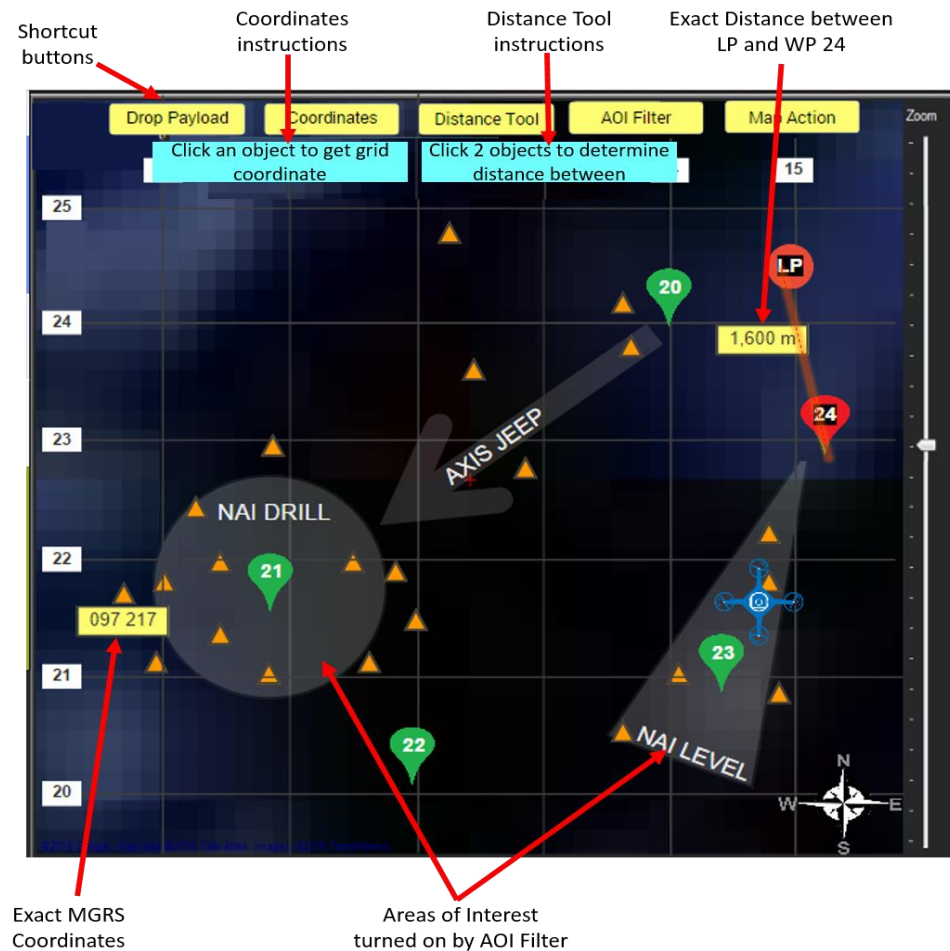 Shortcut
buttons
Coordinates
instructions
Distance Tool
instructions
Exact Distance between
LP and WP 24
Drop Payload
Coordinates
Distance Tool
AOI Filter
Map Action
Zoom
Click an object to get grid
coordinate
Click 2 objects to determine
distance between
15
25
LP
20
24
1,600 m
24
23
AXIS JEEP
NAI DRILL
22
21
097 217
23
21
22
NAI LEVEL
20
N
W
E
S
Exact MGRS
Coordinates
Areas of Interest
turned on by AOI Filter